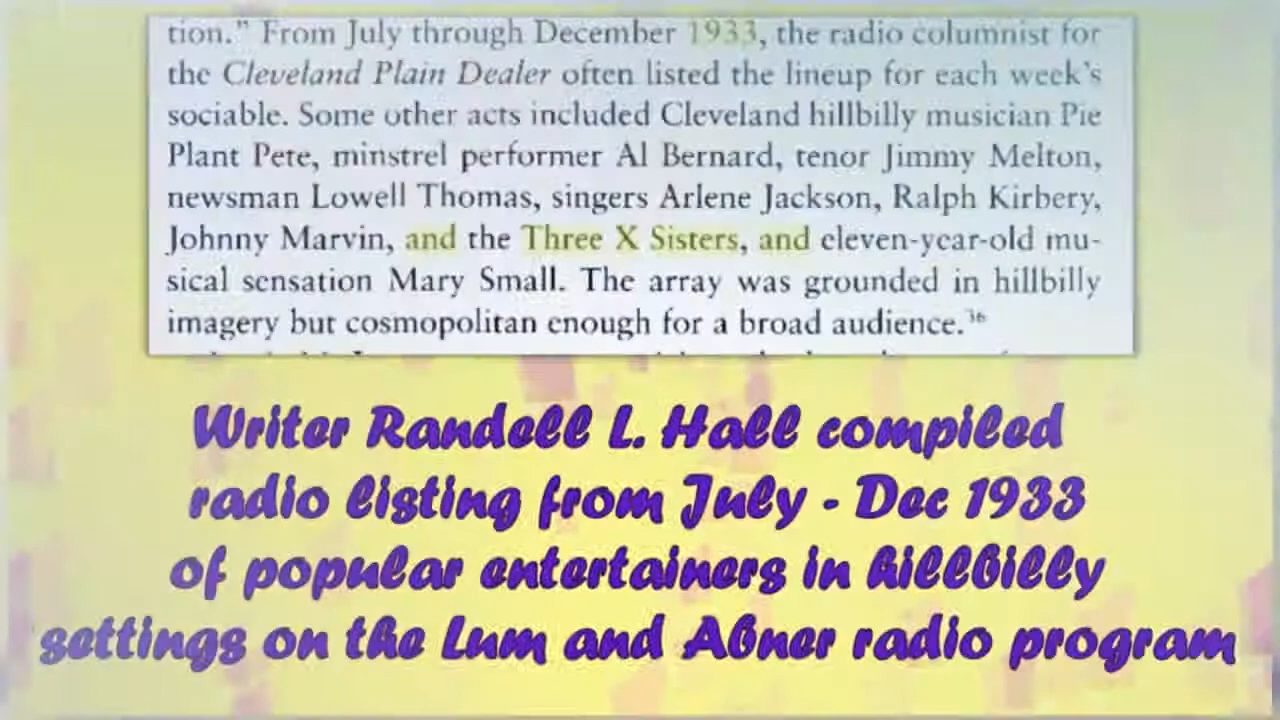 tion." From July through December 1933, the radio columnist for
the Cleveland Plain Dealer often listed the lineup for each week's
sociable. Some other acts included Cleveland hillbilly musician Pie
Plant Pete, minstrel performer Al Bernard, tenor Jimmy Melton,
newsman Lowell Thomas, singers Arlene Jackson, Ralph Kirbery,
Johnny Marvin, and the Three X Sisters, and eleven-year-old mu-
sical sensation Mary Small. The array was grounded in hillbilly
imagery but cosmopolitan enough for a broad audience.36
Writer Randell L. Hall compiled
radio listing from July - Dec 1933
of popular entertainers in hillbilly
settings on the Lum and Abner radio program